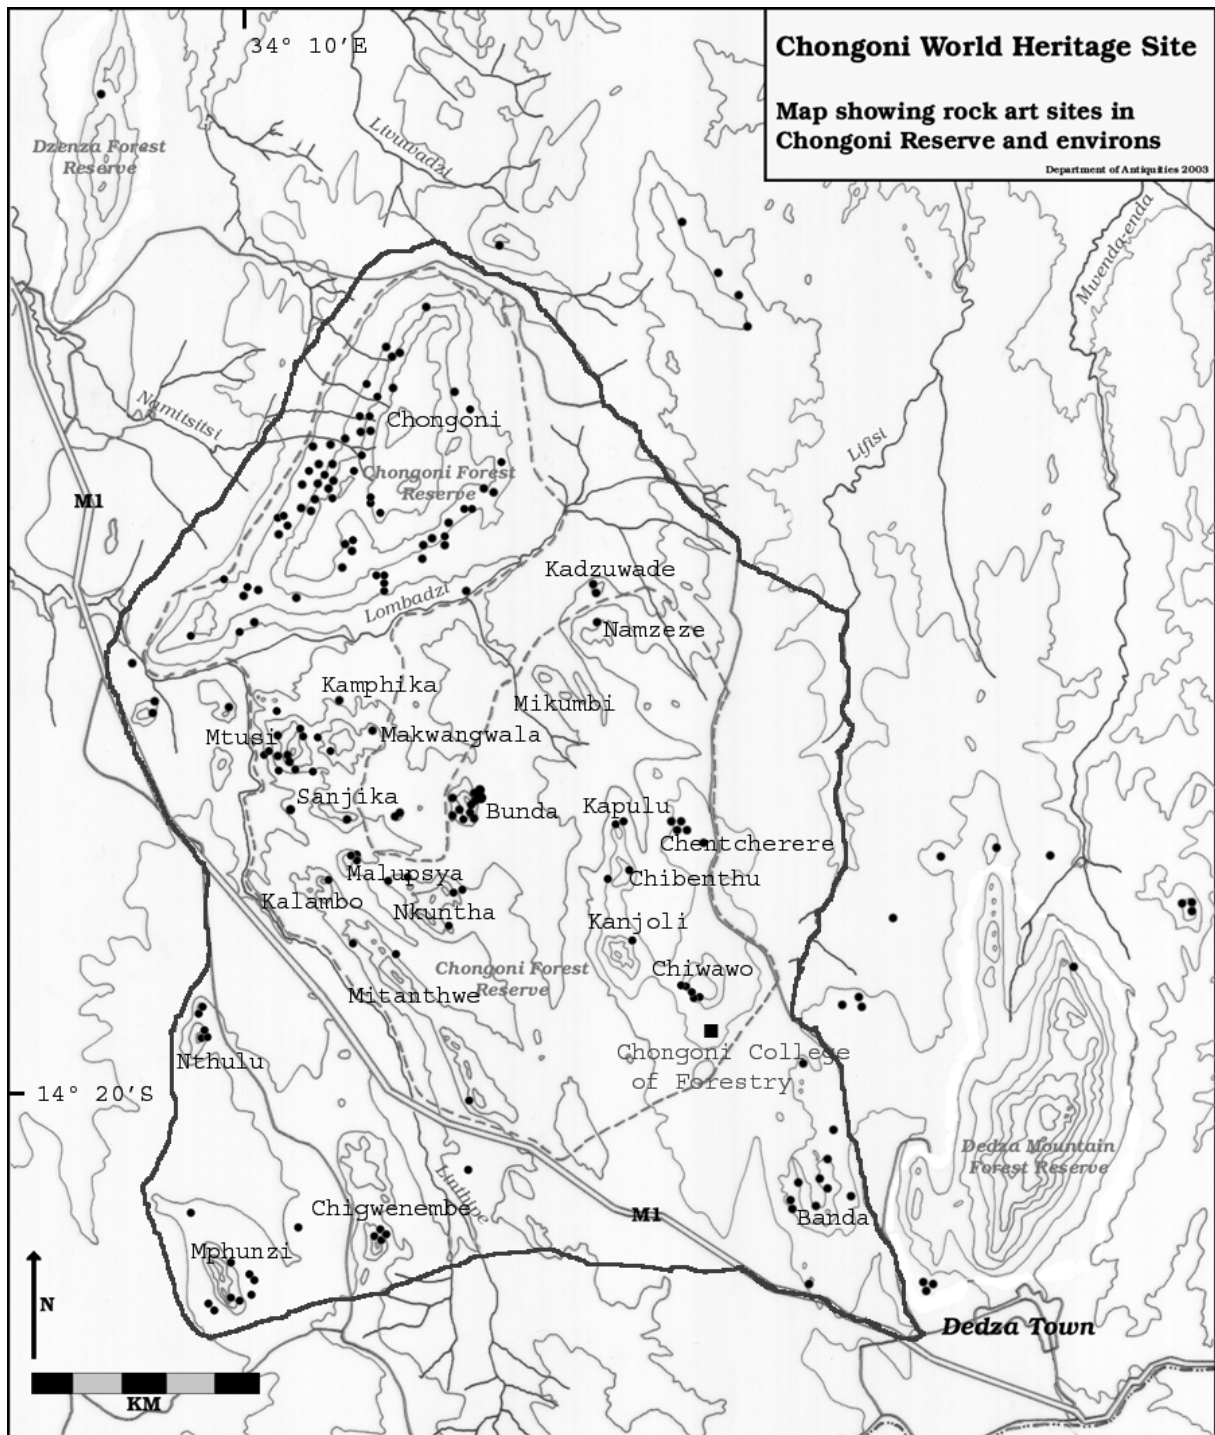 34° 10'E
Chongoni World Heritage Site
Map showing rock art sites in
Chongoni Reserve and environs
Department of Antiquities 2003
Livuwadzi
Dzenza Forest
Reserve
Mwenda-enda
Namitsitsi
Chongoni
Lifisi
Chongoni Forest
Reserve
M1
Kadzuwade
Lombadzi
Namzeze
Kamphika
Mikumbi
Mtusi
Makwangwala
Sanjika
Bunda
Kapulu
Chentcherere
Malupsya
Chibenthu
Kalambo
Nkuntha
Kanjoli
Chongoni Forest
Reserve
Chiwawo
Mitanthwe
Nthulu
Chongoni College
of Forestry
14° 20'S
Dedza Mountain
Forest Reserve
Linthipe
Chigwenembe
M1
Banda
Mphunzi
N
Dedza Town
KM